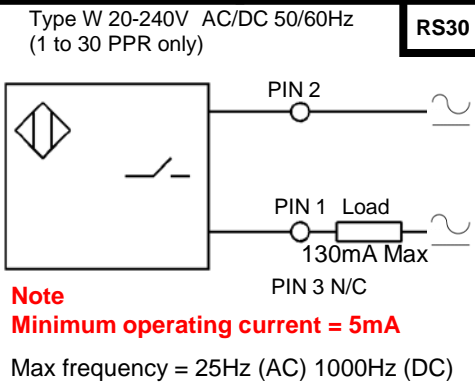 Type W 20-240V AC/DC 50/60Hz
(1 to 30 PPR only)
RS30
PIN 2
PIN 1 Load
130mA Max
PIN 3 N/C
Note
Minimum operating current = 5mA
Max frequency = 25Hz (AC) 1000Hz (DC)